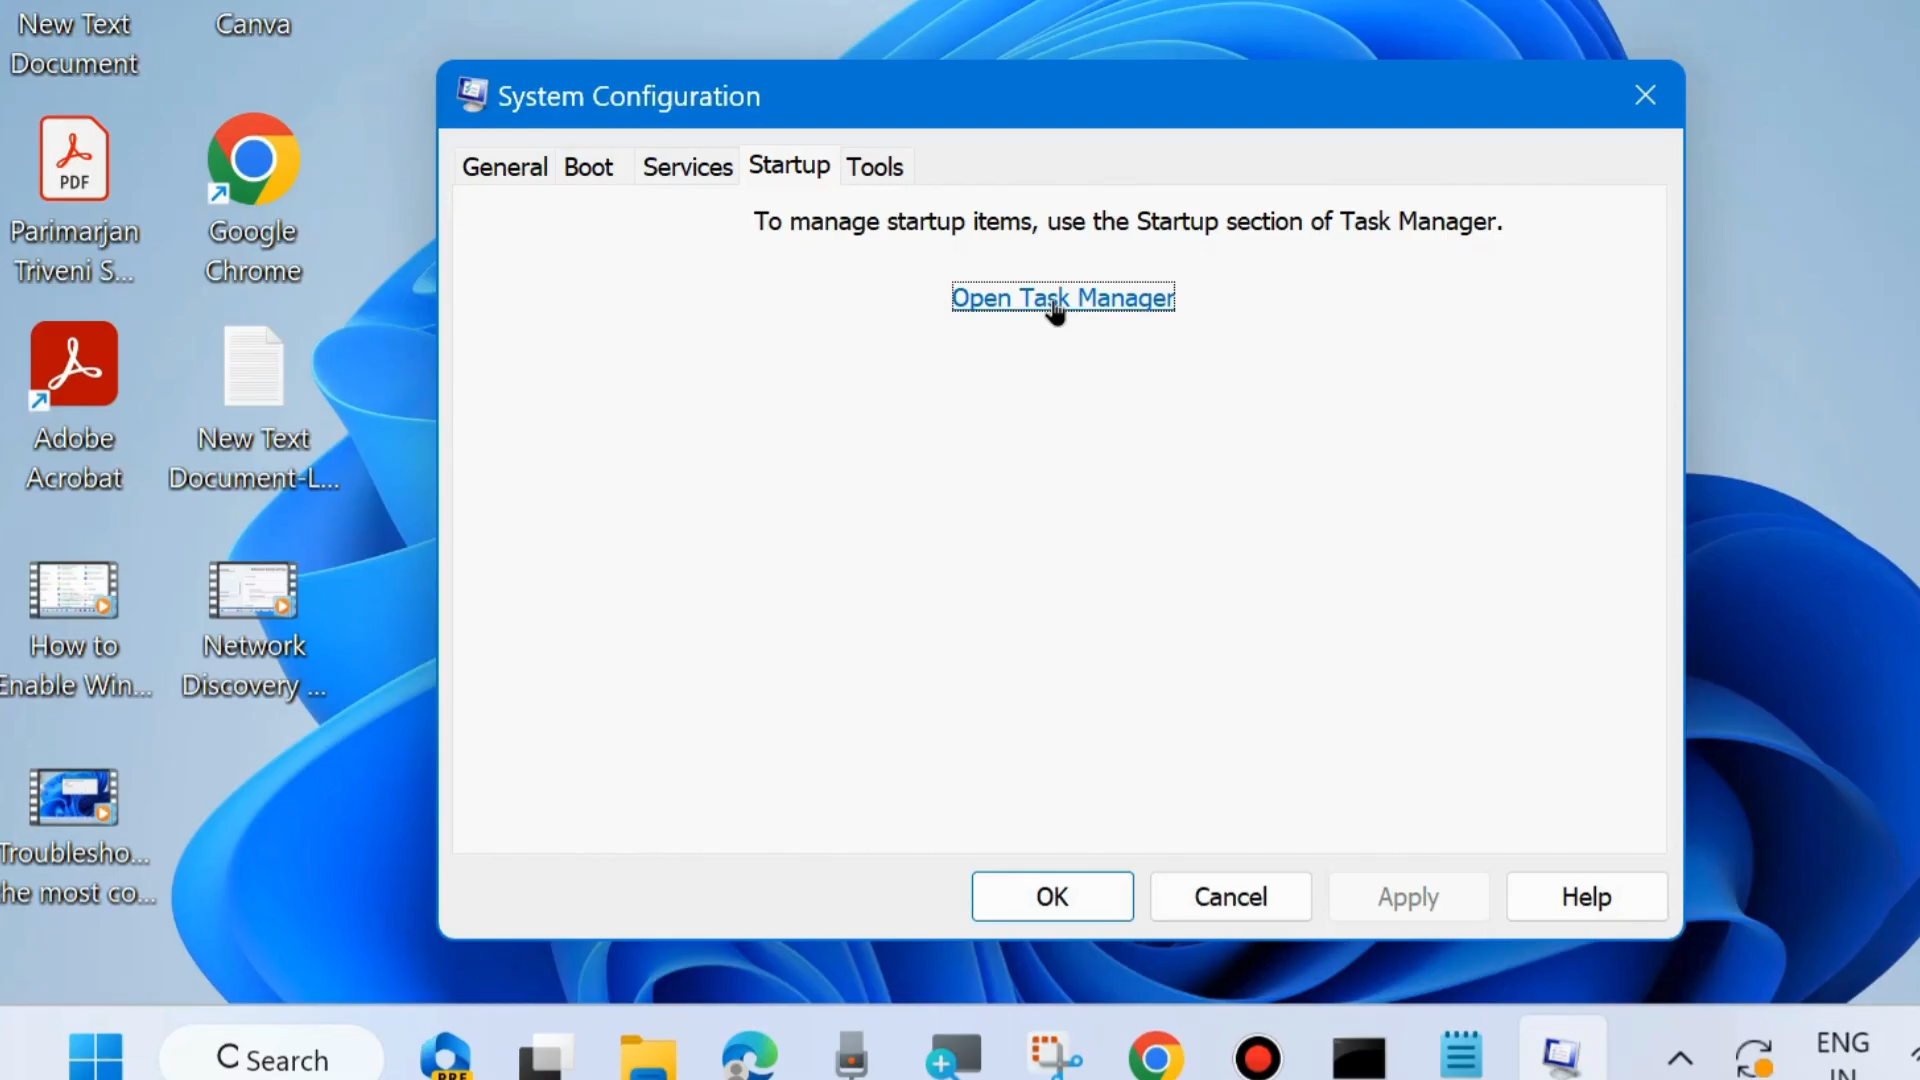 New Text
Document
Canva
PDF
Parimarjan
Triveni S...
Google
Chrome
Adobe
Acrobat
New Text
Document-L...
How to
Enable Win...
Network
Discovery ...
Troublesho...
he most co...
System Configuration
General
Boot
Services
Startup
Tools
To manage startup items, use the Startup section of Task Manager.
Open Task Manager
OK
Cancel
Apply
Help
Search
PRE
ENG
IN